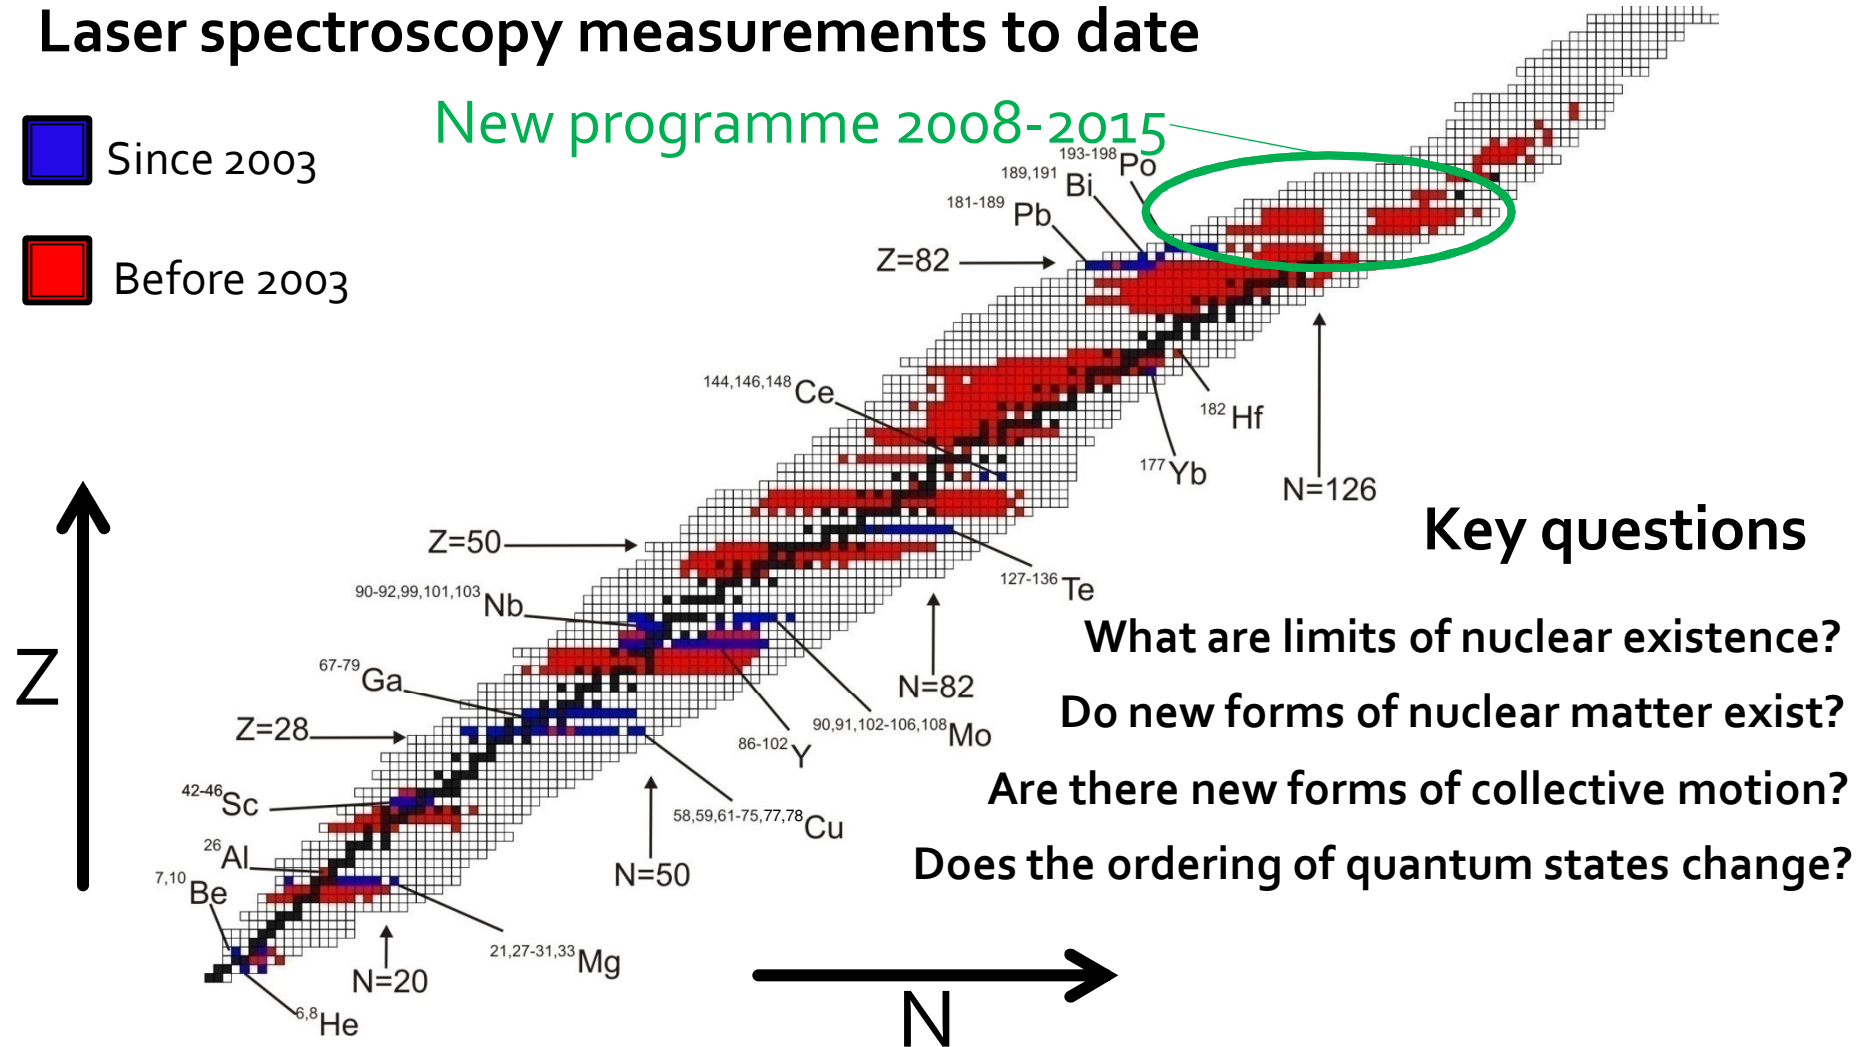 Laser spectroscopy measurements to date
New programme 2008-2015
Since 2003
Before 2003
193-198Po
189,191Bi
181-189Pb
Z=82
144,146,148Ce
182Hf
177Yb
N=126
Z=50
127-136Te
90-92,99,101,103Nb
67-79Ga
N=82
Z=28
90,91,102-106,108Mo
86-102Y
42-46Sc
58,59,61-75,77,78Cu
26Al
N=50
7,10Be
21,27-31,33Mg
N=20
6,8He
Z
N
Key questions
What are limits of nuclear existence?
Do new forms of nuclear matter exist?
Are there new forms of collective motion?
Does the ordering of quantum states change?